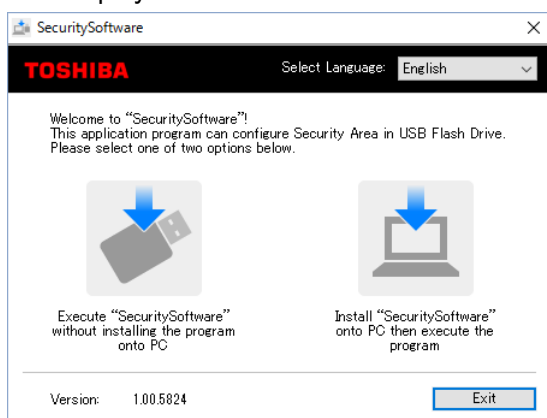 SecuritySoftware
TOSHIBA
Select Language: English
Welcome to “SecuritySoftware”!
This application program can configure Security Area in USB Flash Drive.
Please select one of two options below.
Execute “SecuritySoftware”
without installing the program
onto PC
Install “SecuritySoftware”
onto PC then execute the
program
Version: 1.00.5824
Exit